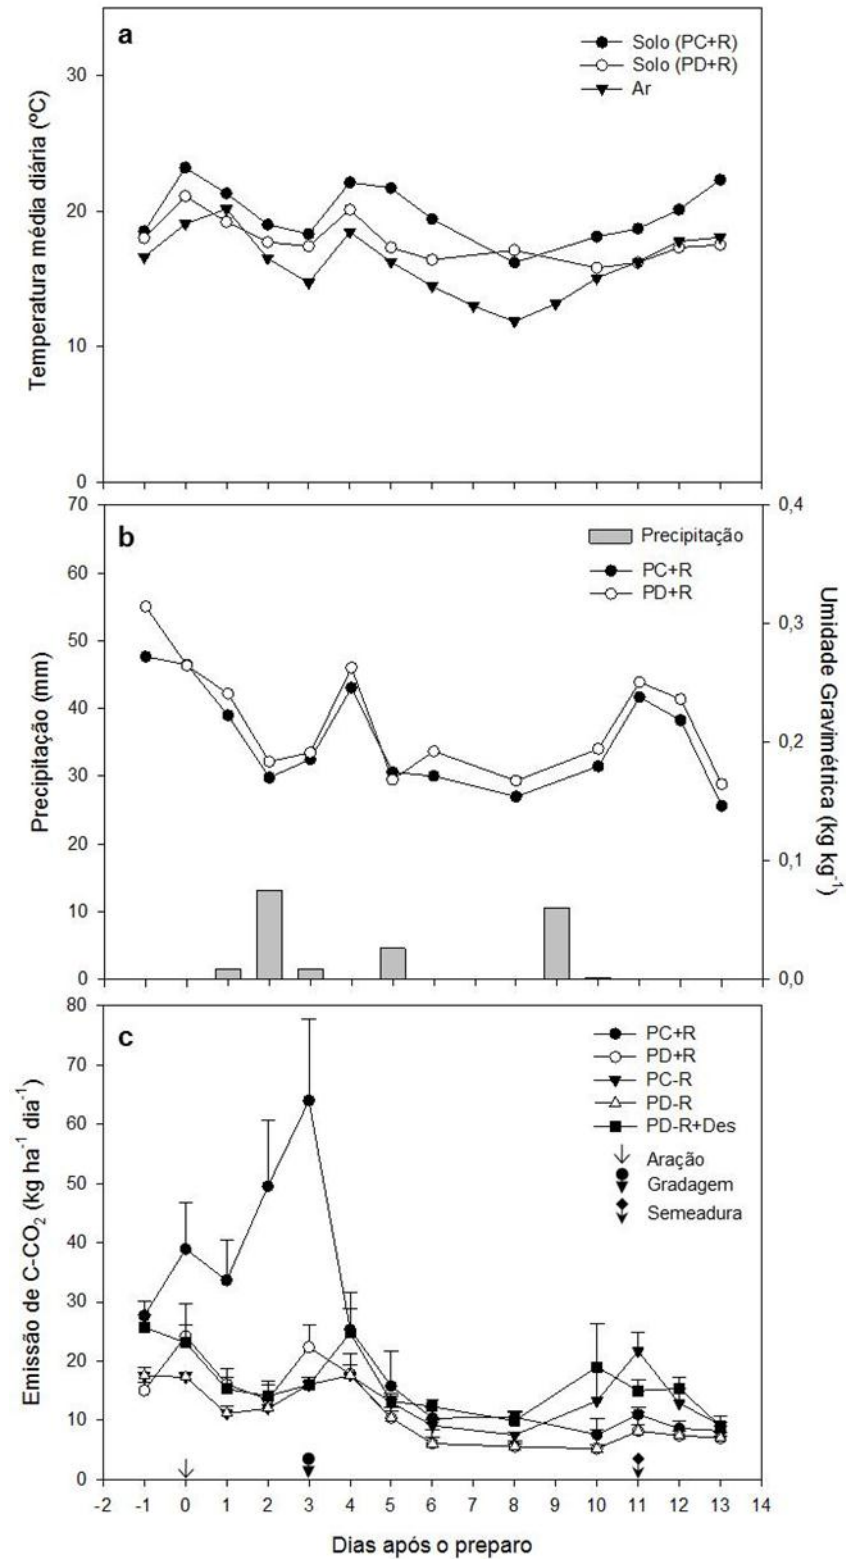 a
Solo (PC+R)
Solo (PD+R)
Ar
Temperatura média diária (ºC)
30
20
10
0
b
Precipitação
PC+R
PD+R
Precipitação (mm)
70
60
50
40
30
20
10
0
0,4
0,3
0,2
0,1
0,0
Umidade Gravimétrica (kg kg⁻¹)
c
PC+R
PD+R
PC-R
PD-R
PD-R+Des
Aração
Gradagem
Semeadura
Emissão de C-CO₂ (kg ha⁻¹ dia⁻¹)
80
70
60
50
40
30
20
10
0
-2 -1 0 1 2 3 4 5 6 7 8 9 10 11 12 13 14
Dias após o preparo